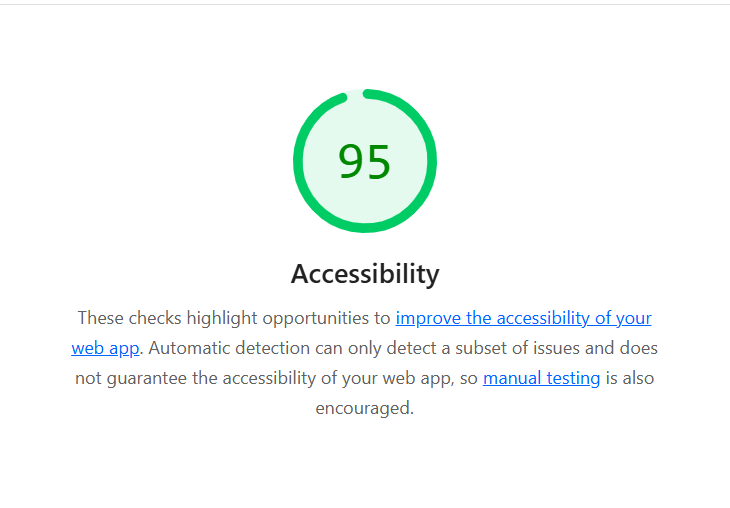 95
Accessibility
These checks highlight opportunities to improve the accessibility of your
web app. Automatic detection can only detect a subset of issues and does
not guarantee the accessibility of your web app, so manual testing is also
encouraged.